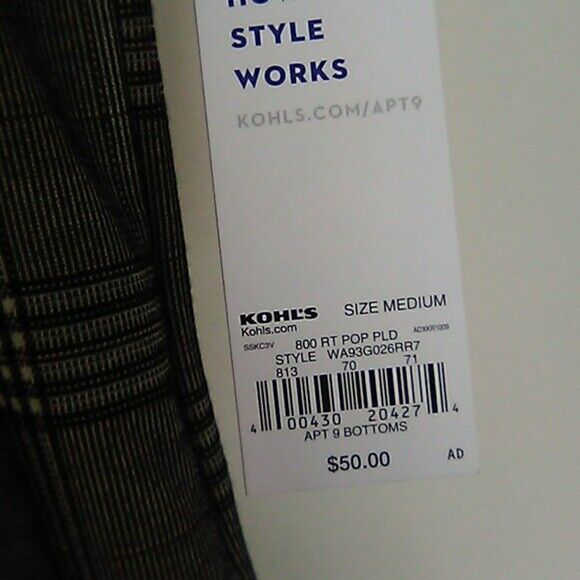 STYLE
WORKS
KOHLS.COM/APT9
KOHL'S SIZE MEDIUM
Kohls.com
SSKC3V 800 RT POP PLD ADXKR1009
STYLE WA93G026RR7
813 70 71
4 00430 20427 4
APT 9 BOTTOMS
$50.00 AD